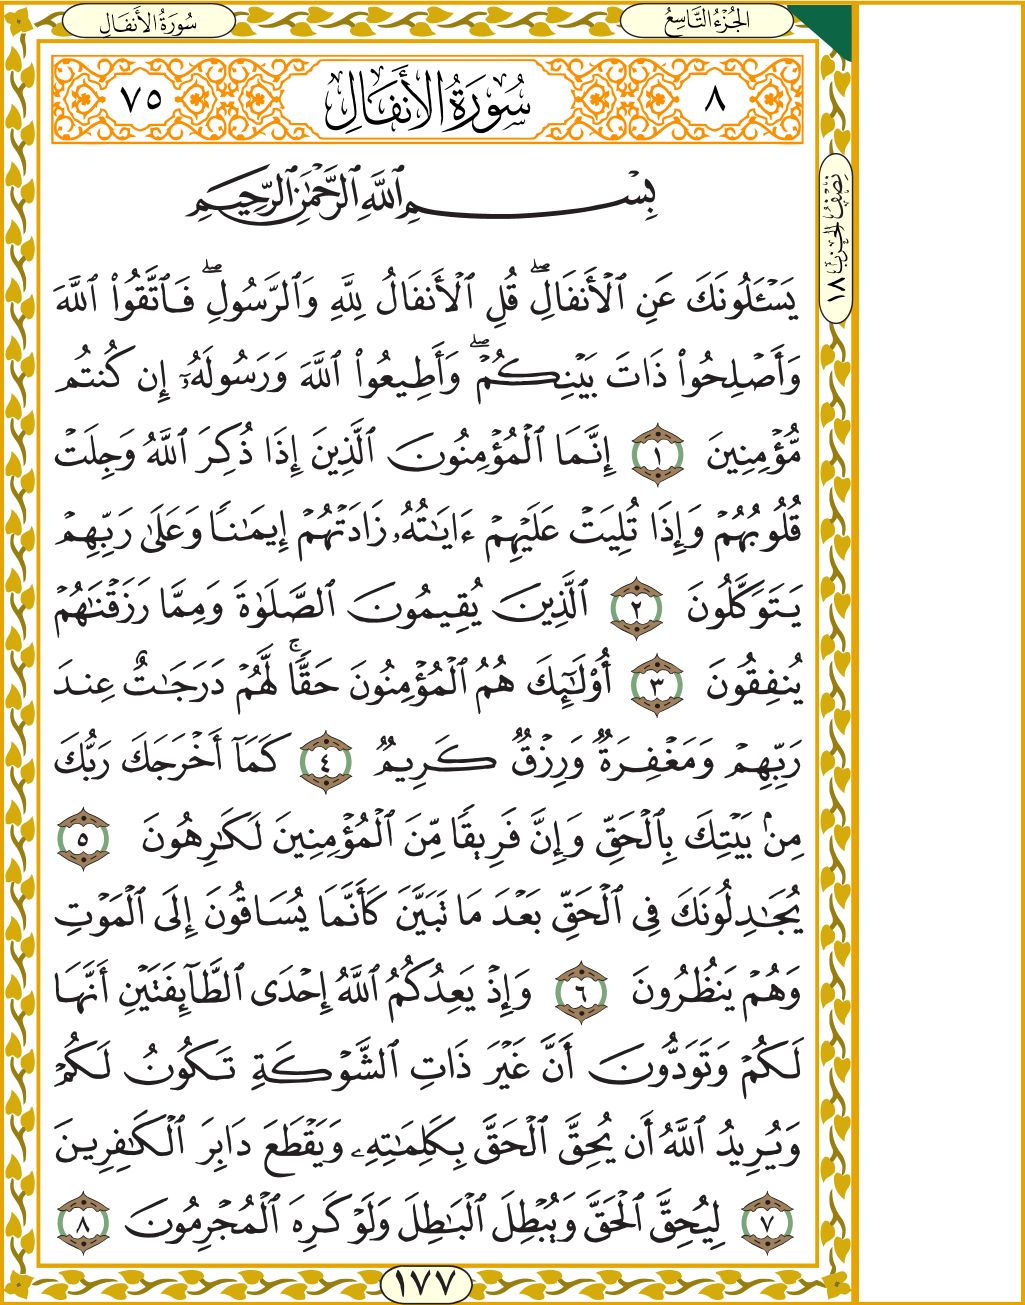 الجُزْءُ التَّاسِعُ
سُورَةُ الأَنفَالِ
٨
سُورَةُ الأَنفَالِ
٧٥
بِسْمِ ٱللَّهِ ٱلرَّحْمَٰنِ ٱلرَّحِيمِ
نِصْفُ الحِزْبِ ١٨
يَسْـَٔلُونَكَ عَنِ ٱلْأَنفَالِ ۖ قُلِ ٱلْأَنفَالُ لِلَّهِ وَٱلرَّسُولِ ۖ فَٱتَّقُوا۟ ٱللَّهَ
وَأَصْلِحُوا۟ ذَاتَ بَيْنِكُمْ ۖ وَأَطِيعُوا۟ ٱللَّهَ وَرَسُولَهُۥٓ إِن كُنتُم
مُّؤْمِنِينَ ١ إِنَّمَا ٱلْمُؤْمِنُونَ ٱلَّذِينَ إِذَا ذُكِرَ ٱللَّهُ وَجِلَتْ
قُلُوبُهُمْ وَإِذَا تُلِيَتْ عَلَيْهِمْ ءَايَٰتُهُۥ زَادَتْهُمْ إِيمَٰنًا وَعَلَىٰ رَبِّهِمْ
يَتَوَكَّلُونَ ٢ ٱلَّذِينَ يُقِيمُونَ ٱلصَّلَوٰةَ وَمِمَّا رَزَقْنَٰهُمْ
يُنفِقُونَ ٣ أُو۟لَٰٓئِكَ هُمُ ٱلْمُؤْمِنُونَ حَقًّا ۚ لَّهُمْ دَرَجَٰتٌ عِندَ
رَبِّهِمْ وَمَغْفِرَةٌ وَرِزْقٌ كَرِيمٌ ٤ كَمَآ أَخْرَجَكَ رَبُّكَ
مِنۢ بَيْتِكَ بِٱلْحَقِّ وَإِنَّ فَرِيقًا مِّنَ ٱلْمُؤْمِنِينَ لَكَٰرِهُونَ ٥
يُجَٰدِلُونَكَ فِى ٱلْحَقِّ بَعْدَ مَا تَبَيَّنَ كَأَنَّمَا يُسَاقُونَ إِلَى ٱلْمَوْتِ
وَهُمْ يَنظُرُونَ ٦ وَإِذْ يَعِدُكُمُ ٱللَّهُ إِحْدَى ٱلطَّآئِفَتَيْنِ أَنَّهَا
لَكُمْ وَتَوَدُّونَ أَنَّ غَيْرَ ذَاتِ ٱلشَّوْكَةِ تَكُونُ لَكُمْ
وَيُرِيدُ ٱللَّهُ أَن يُحِقَّ ٱلْحَقَّ بِكَلِمَٰتِهِۦ وَيَقْطَعَ دَابِرَ ٱلْكَٰفِرِينَ
٧ لِيُحِقَّ ٱلْحَقَّ وَيُبْطِلَ ٱلْبَٰطِلَ وَلَوْ كَرِهَ ٱلْمُجْرِمُونَ ٨
١٧٧